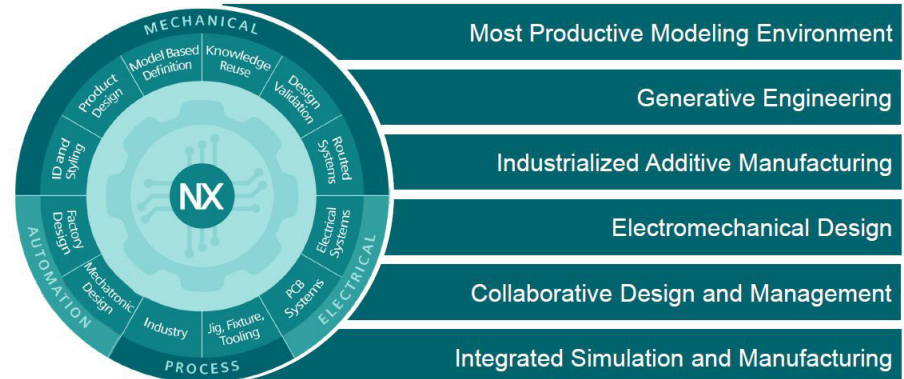 MECHANICAL
Model Based
Definition
Knowledge
Reuse
Design
Validation
Routed
Systems
Electrical
Systems
PCB
Systems
Jig, Fixture,
Tooling
Industry
Mechatronic
Design
Factory
Design
ID and
Styling
Product
Design
ELECTRICAL
PROCESS
AUTOMATION
NX
Most Productive Modeling Environment
Generative Engineering
Industrialized Additive Manufacturing
Electromechanical Design
Collaborative Design and Management
Integrated Simulation and Manufacturing